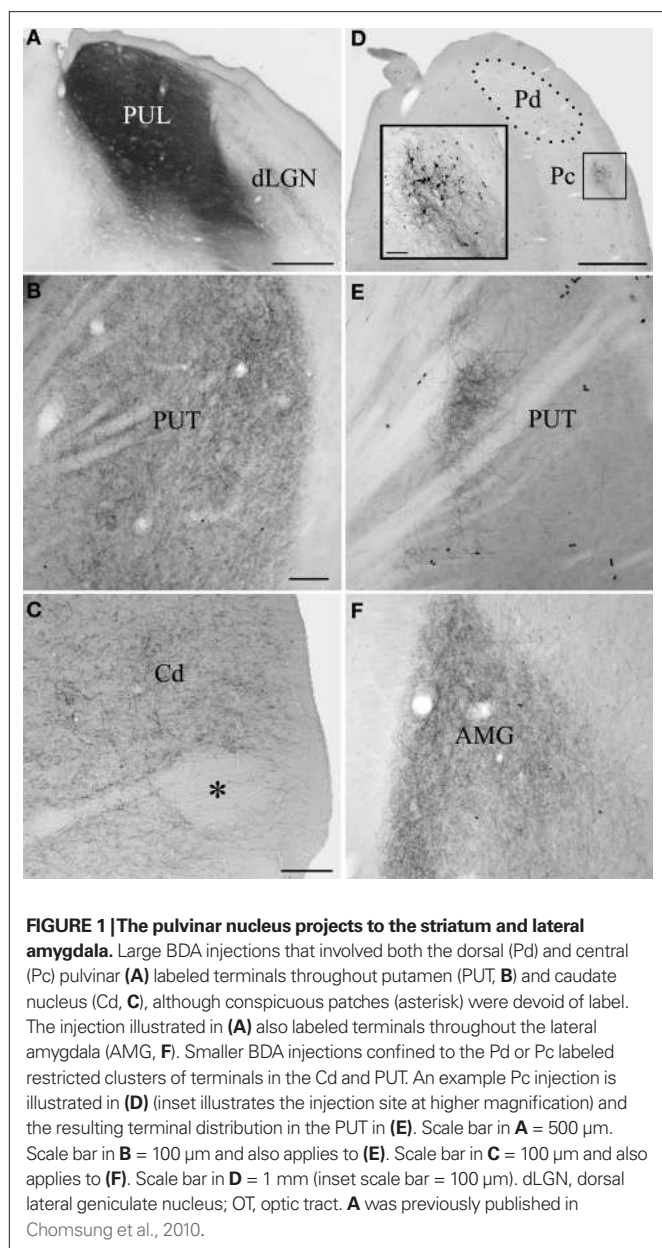 A
PUL
dLGN
B
PUT
C
Cd
*
D
Pd
Pc
E
PUT
F
AMG
FIGURE 1 | The pulvinar nucleus projects to the striatum and lateral
amygdala. Large BDA injections that involved both the dorsal (Pd) and central
(Pc) pulvinar (A) labeled terminals throughout putamen (PUT, B) and caudate
nucleus (Cd, C), although conspicuous patches (asterisk) were devoid of label.
The injection illustrated in (A) also labeled terminals throughout the lateral
amygdala (AMG, F). Smaller BDA injections confined to the Pd or Pc labeled
restricted clusters of terminals in the Cd and PUT. An example Pc injection is
illustrated in (D) (inset illustrates the injection site at higher magnification) and
the resulting terminal distribution in the PUT in (E). Scale bar in A = 500 μm.
Scale bar in B = 100 μm and also applies to (E). Scale bar in C = 100 μm and also
applies to (F). Scale bar in D = 1 mm (inset scale bar = 100 μm). dLGN, dorsal
lateral geniculate nucleus; OT, optic tract. A was previously published in
Chomsung et al., 2010.